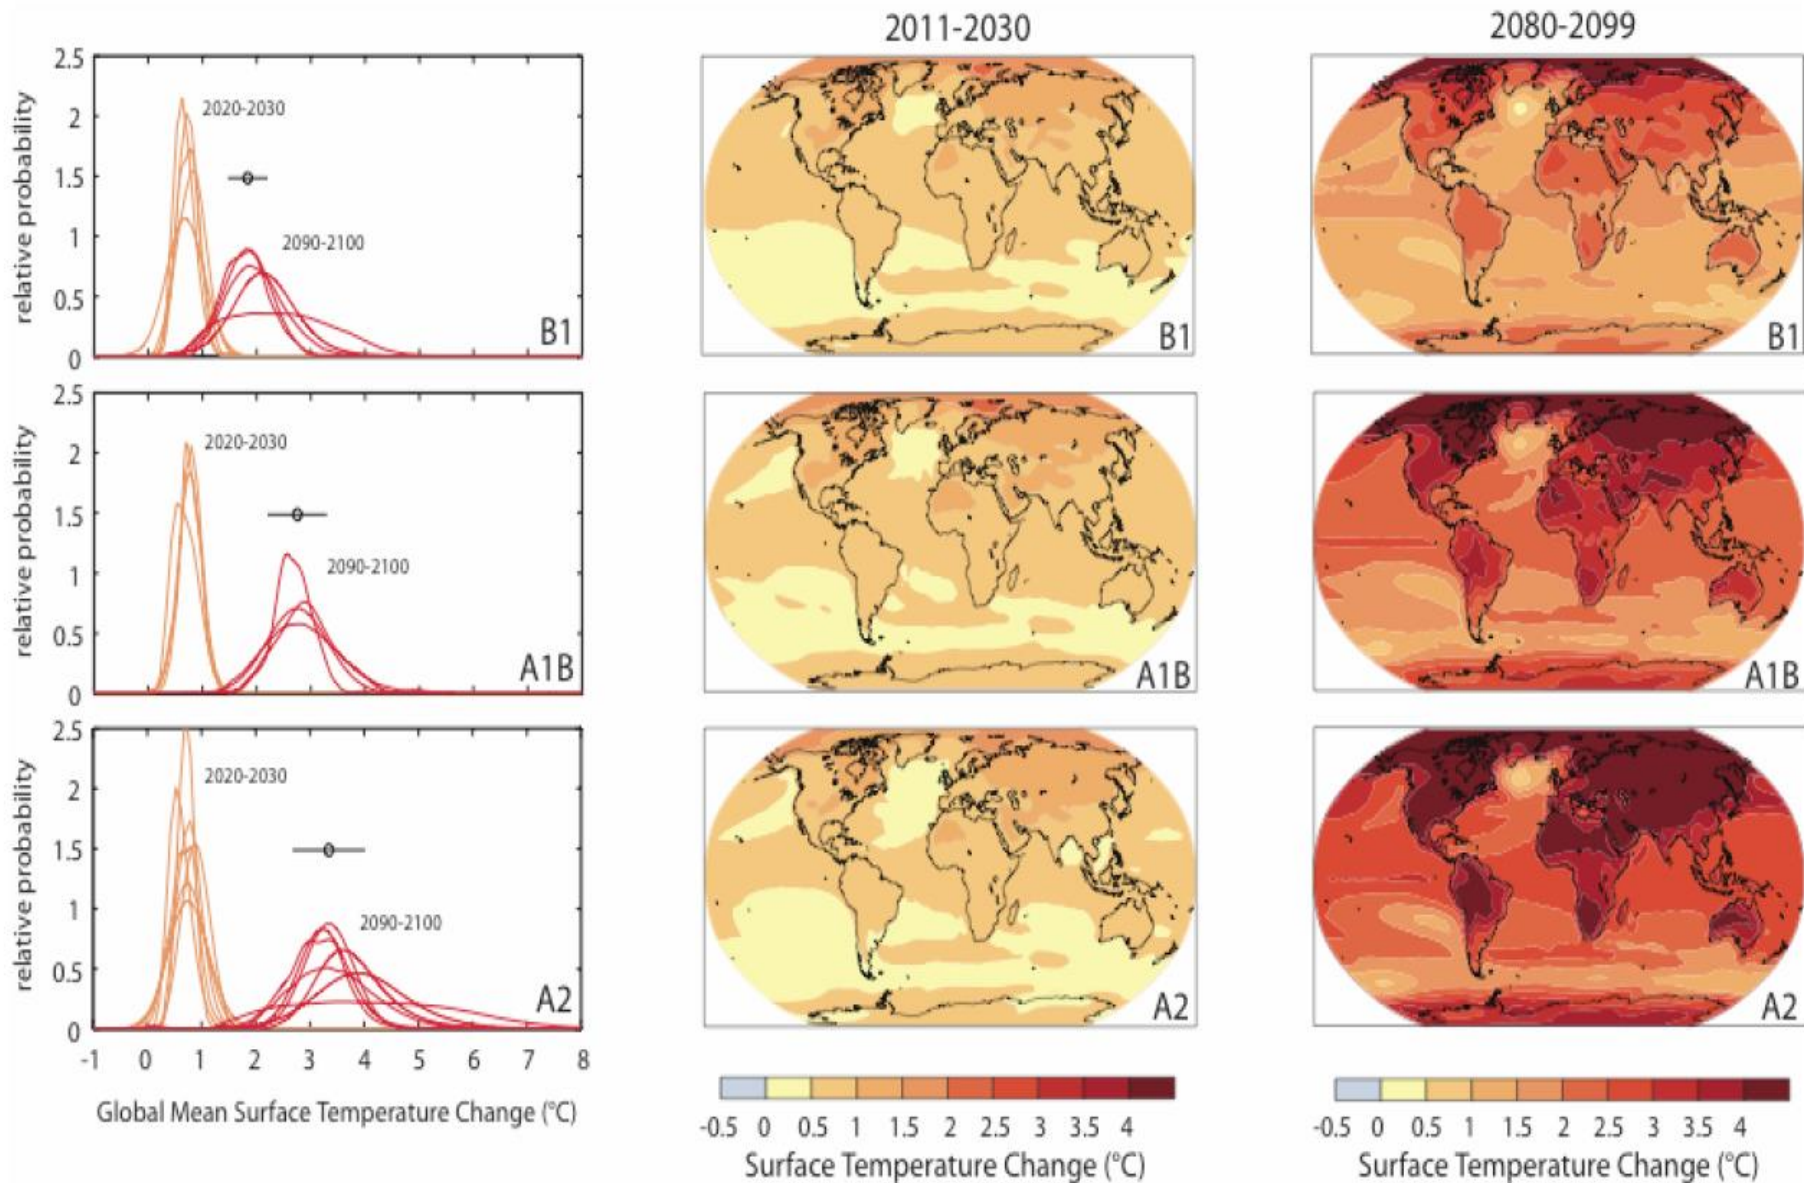 2011-2030
2080-2099
2.5
2
1.5
1
0.5
0
relative probability
2020-2030
2090-2100
B1
B1
B1
2.5
2
1.5
1
0.5
0
relative probability
2020-2030
2090-2100
A1B
A1B
A1B
2.5
2
1.5
1
0.5
0
relative probability
2020-2030
2090-2100
A2
A2
A2
-1 0 1 2 3 4 5 6 7 8
Global Mean Surface Temperature Change (°C)
-0.5 0 0.5 1 1.5 2 2.5 3 3.5 4
Surface Temperature Change (°C)
-0.5 0 0.5 1 1.5 2 2.5 3 3.5 4
Surface Temperature Change (°C)